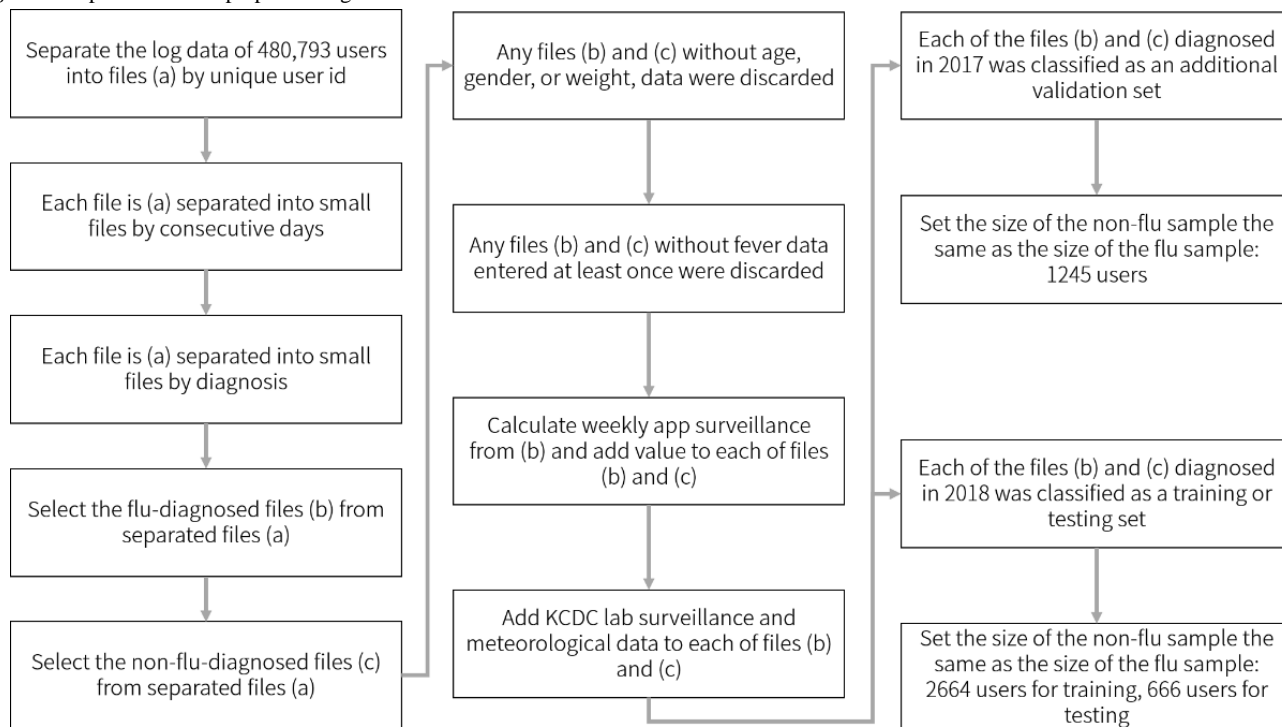 Separate the log data of 480,793 users
into files (a) by unique user id
Each file is (a) separated into small
files by consecutive days
Each file is (a) separated into small
files by diagnosis
Select the flu-diagnosed files (b) from
separated files (a)
Select the non-flu-diagnosed files (c)
from separated files (a)
Any files (b) and (c) without age,
gender, or weight, data were discarded
Any files (b) and (c) without fever data
entered at least once were discarded
Calculate weekly app surveillance
from (b) and add value to each of files
(b) and (c)
Add KCDC lab surveillance and
meteorological data to each of files (b)
and (c)
Each of the files (b) and (c) diagnosed
in 2017 was classified as an additional
validation set
Set the size of the non-flu sample the
same as the size of the flu sample:
1245 users
Each of the files (b) and (c) diagnosed
in 2018 was classified as a training or
testing set
Set the size of the non-flu sample the
same as the size of the flu sample:
2664 users for training, 666 users for
testing